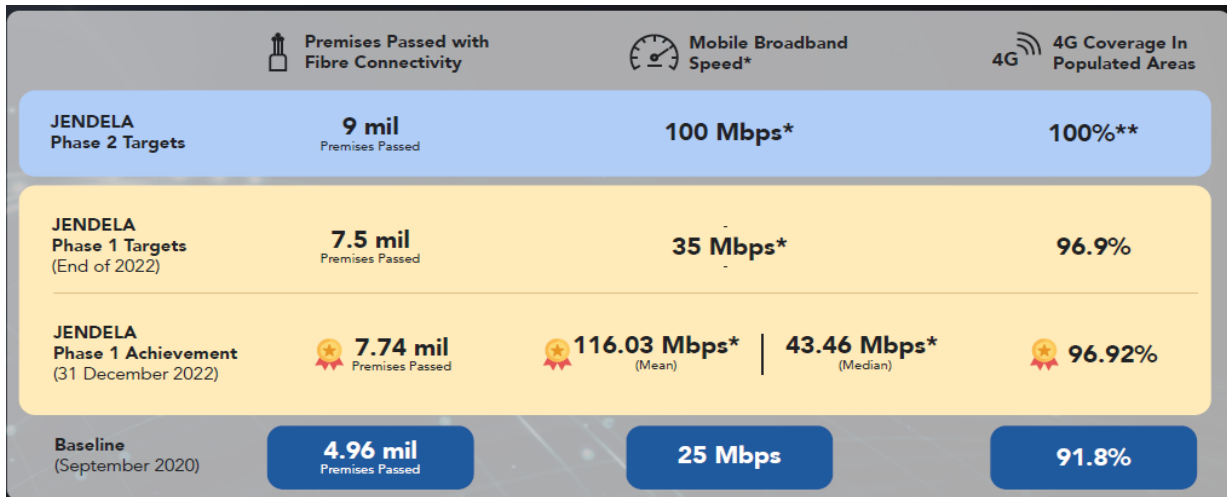 Premises Passed with
Fibre Connectivity
Mobile Broadband
Speed*
4G
4G Coverage In
Populated Areas
JENDELA
Phase 2 Targets
9 mil
Premises Passed
100 Mbps*
100%**
JENDELA
Phase 1 Targets
(End of 2022)
7.5 mil
Premises Passed
-
35 Mbps*
-
96.9%
JENDELA
Phase 1 Achievement
(31 December 2022)
7.74 mil
Premises Passed
116.03 Mbps*
(Mean)
43.46 Mbps*
(Median)
96.92%
Baseline
(September 2020)
4.96 mil
Premises Passed
25 Mbps
91.8%